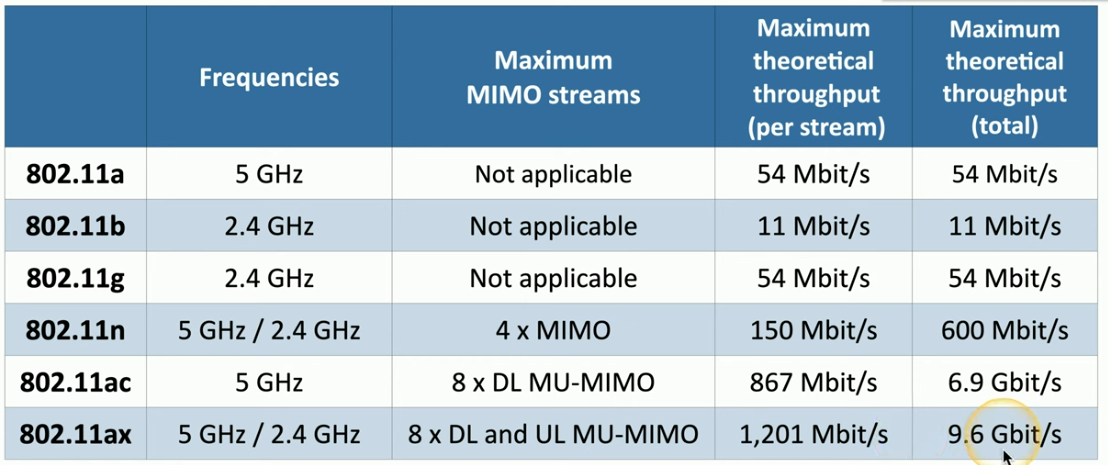 Frequencies
Maximum
MIMO streams
Maximum
theoretical
throughput
(per stream)
Maximum
theoretical
throughput
(total)
802.11a 5 GHz Not applicable 54 Mbit/s 54 Mbit/s
802.11b 2.4 GHz Not applicable 11 Mbit/s 11 Mbit/s
802.11g 2.4 GHz Not applicable 54 Mbit/s 54 Mbit/s
802.11n 5 GHz / 2.4 GHz 4 x MIMO 150 Mbit/s 600 Mbit/s
802.11ac 5 GHz 8 x DL MU-MIMO 867 Mbit/s 6.9 Gbit/s
802.11ax 5 GHz / 2.4 GHz 8 x DL and UL MU-MIMO 1,201 Mbit/s 9.6 Gbit/s